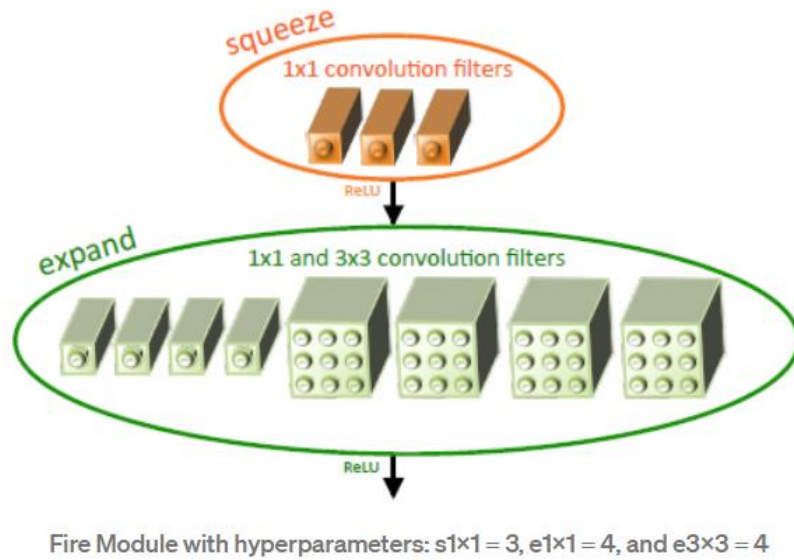 squeeze
1x1 convolution filters
ReLU
expand
1x1 and 3x3 convolution filters
ReLU
Fire Module with hyperparameters: s1×1 = 3, e1×1 = 4, and e3×3 = 4